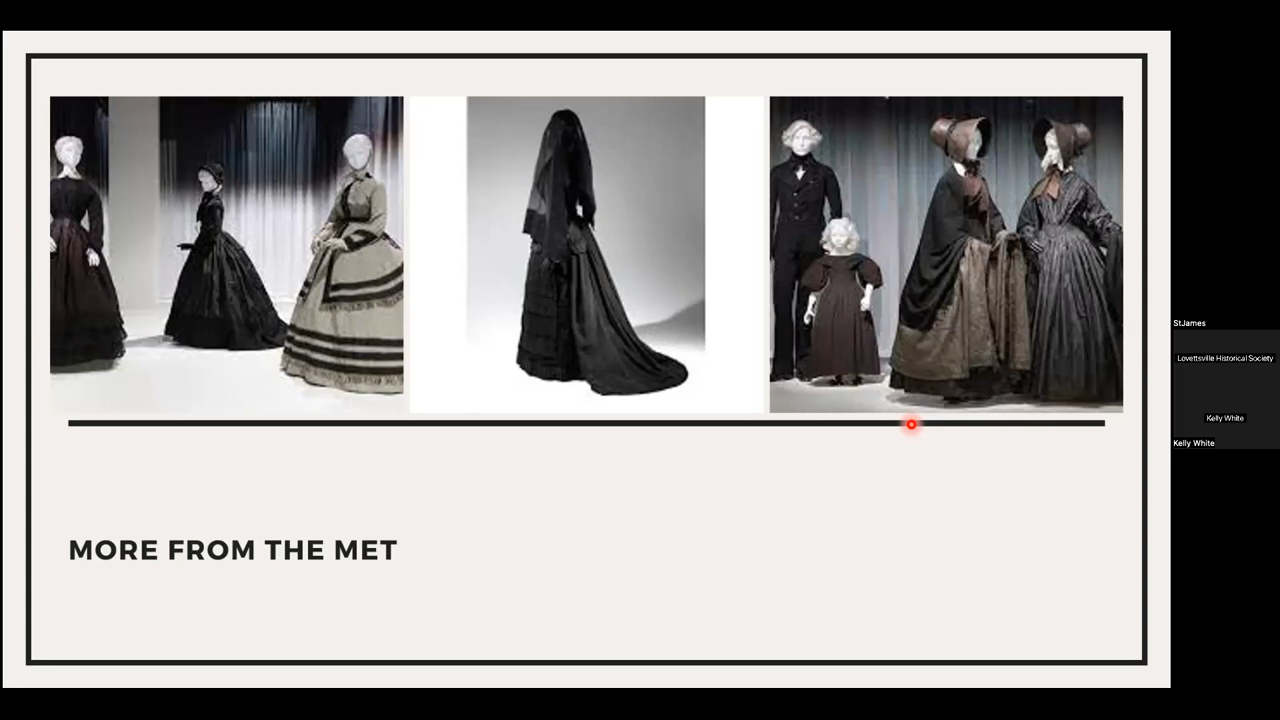 MORE FROM THE MET
StJames
Lovettsville Historical Society
Kelly White
Kelly White